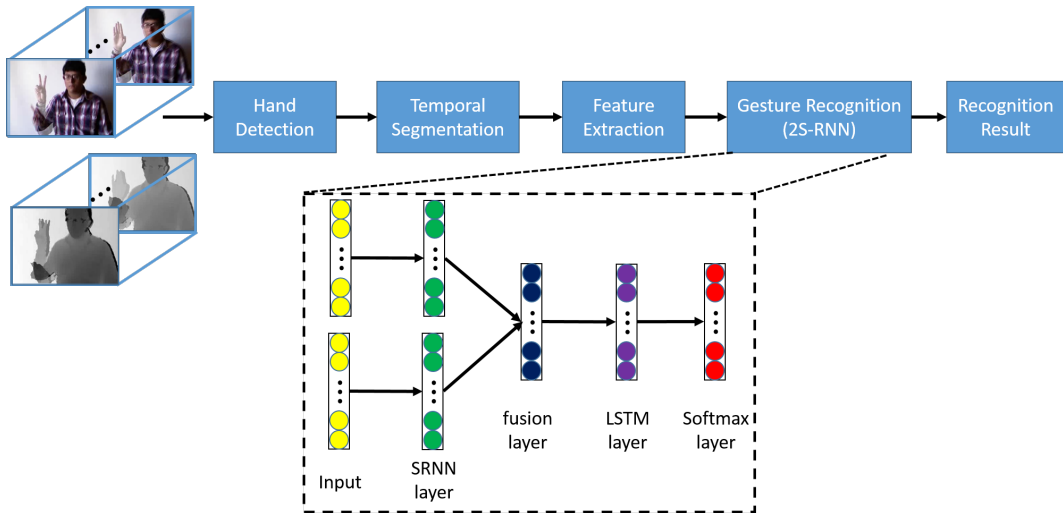 Hand
Detection
Temporal
Segmentation
Feature
Extraction
Gesture Recognition
(2S-RNN)
Recognition
Result
Input
SRNN
layer
fusion
layer
LSTM
layer
Softmax
layer